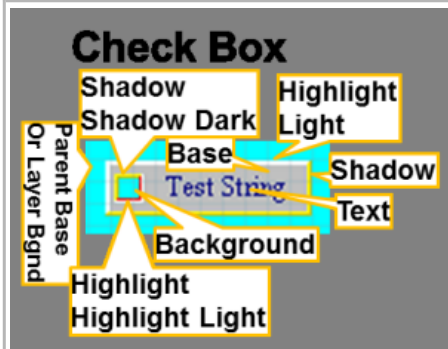 Check Box
Shadow
Shadow Dark
Highlight
Light
Parent Base
Or Layer Bgnd
Base
Shadow
Test String
Text
Background
Highlight
Highlight Light